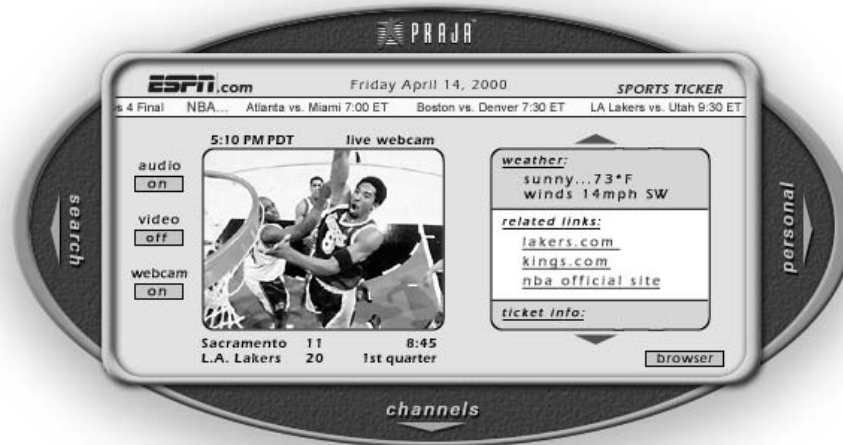 PRAJA
ESPN.com
Friday April 14, 2000
SPORTS TICKER
s 4 Final NBA... Atlanta vs. Miami 7:00 ET Boston vs. Denver 7:30 ET LA Lakers vs. Utah 9:30 ET
5:10 PM PDT live webcam
audio
on
video
off
webcam
on
search
Sacramento 11 8:45
L.A. Lakers 20 1st quarter
weather:
sunny...73°F
winds 14mph SW
related links:
lakers.com
kings.com
nba official site
ticket info:
personal
browser
channels